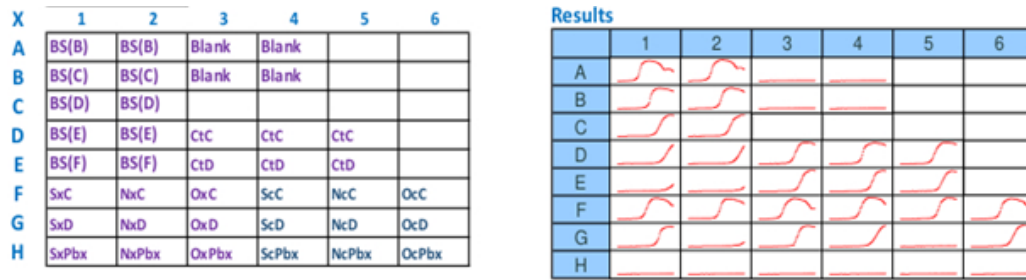 X 1 2 3 4 5 6
A BS(B) BS(B) Blank Blank
B BS(C) BS(C) Blank Blank
C BS(D) BS(D)
D BS(E) BS(E) CtC CtC CtC
E BS(F) BS(F) CtD CtD CtD
F SxC NxC OxC ScC NcC OcC
G SxD NxD OxD ScD NcD OcD
H SxPbx NxPbx OxPbx ScPbx NcPbx OcPbx
Results
1 2 3 4 5 6
A
B
C
D
E
F
G
H